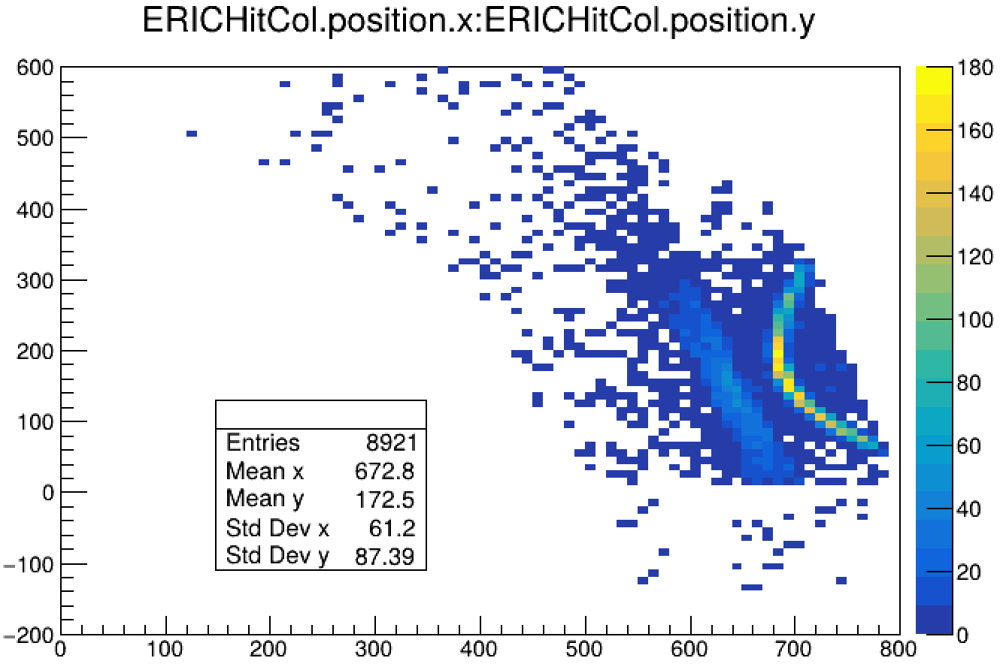 ERICHitCol.position.x:ERICHitCol.position.y
600
500
400
300
200
100
0
−100
−200
0 100 200 300 400 500 600 700 800
180
160
140
120
100
80
60
40
20
0
Entries 8921
Mean x 672.8
Mean y 172.5
Std Dev x 61.2
Std Dev y 87.39